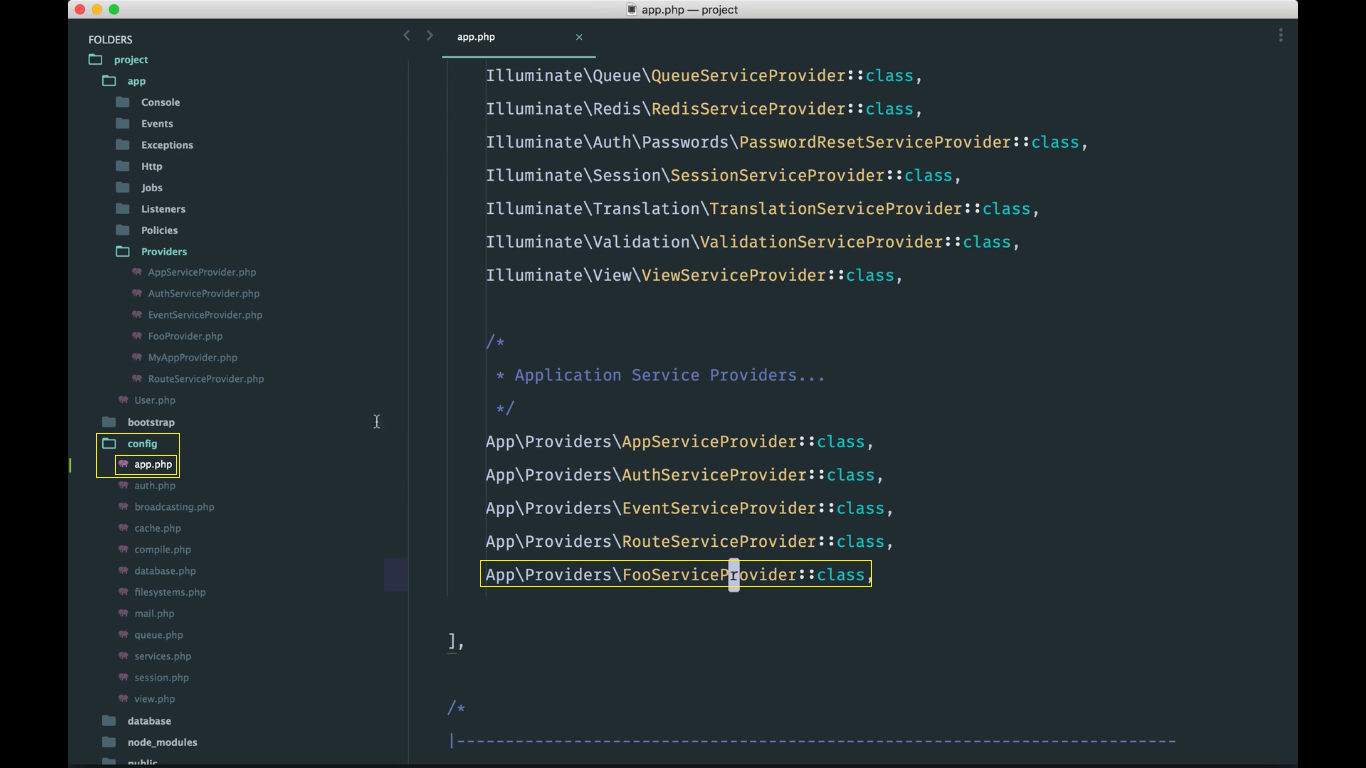 app.php — project
FOLDERS
project
app
Console
Events
Exceptions
Http
Jobs
Listeners
Policies
Providers
AppServiceProvider.php
AuthServiceProvider.php
EventServiceProvider.php
FooProvider.php
MyAppProvider.php
RouteServiceProvider.php
User.php
bootstrap
config
app.php
auth.php
broadcasting.php
cache.php
compile.php
database.php
filesystems.php
mail.php
queue.php
services.php
session.php
view.php
database
node_modules
public
app.php
Illuminate\Queue\QueueServiceProvider::class,
Illuminate\Redis\RedisServiceProvider::class,
Illuminate\Auth\Passwords\PasswordResetServiceProvider::class,
Illuminate\Session\SessionServiceProvider::class,
Illuminate\Translation\TranslationServiceProvider::class,
Illuminate\Validation\ValidationServiceProvider::class,
Illuminate\View\ViewServiceProvider::class,
/*
* Application Service Providers...
*/
App\Providers\AppServiceProvider::class,
App\Providers\AuthServiceProvider::class,
App\Providers\EventServiceProvider::class,
App\Providers\RouteServiceProvider::class,
App\Providers\FooServiceProvider::class,
],
/*
|--------------------------------------------------------------------------